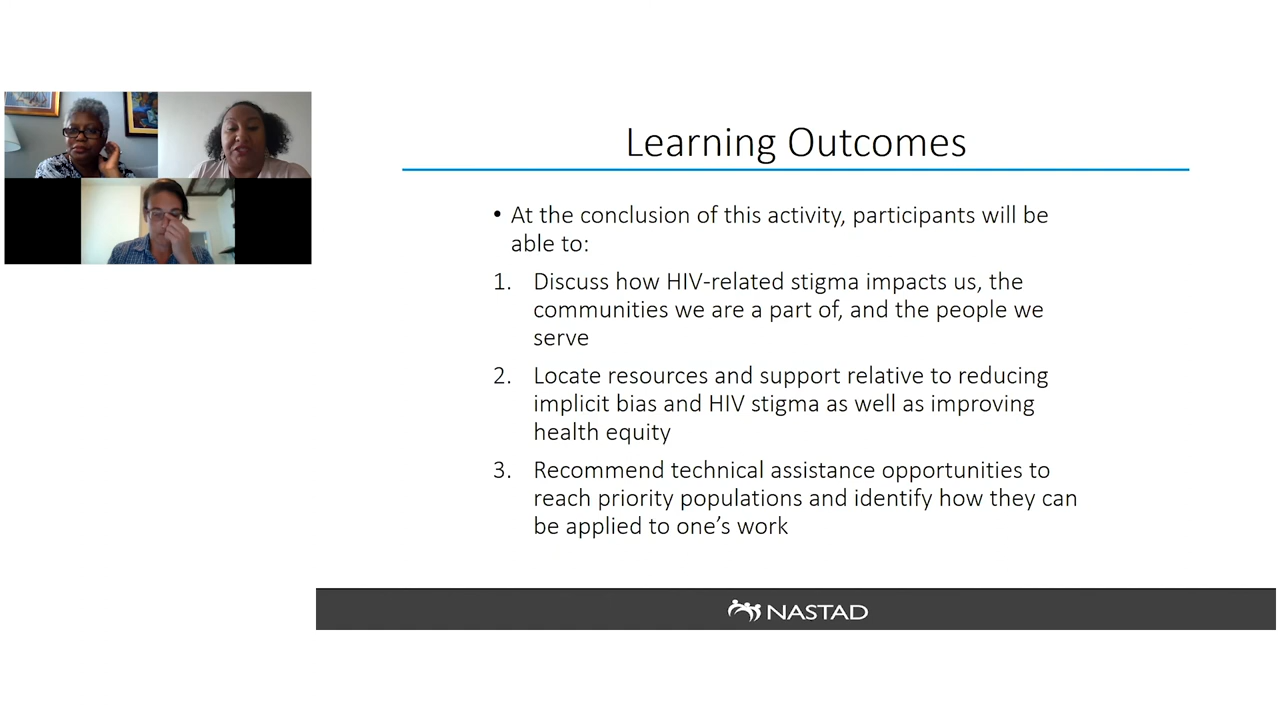 Learning Outcomes
• At the conclusion of this activity, participants will be
able to:
1. Discuss how HIV-related stigma impacts us, the
communities we are a part of, and the people we
serve
2. Locate resources and support relative to reducing
implicit bias and HIV stigma as well as improving
health equity
3. Recommend technical assistance opportunities to
reach priority populations and identify how they can
be applied to one’s work
NASTAD